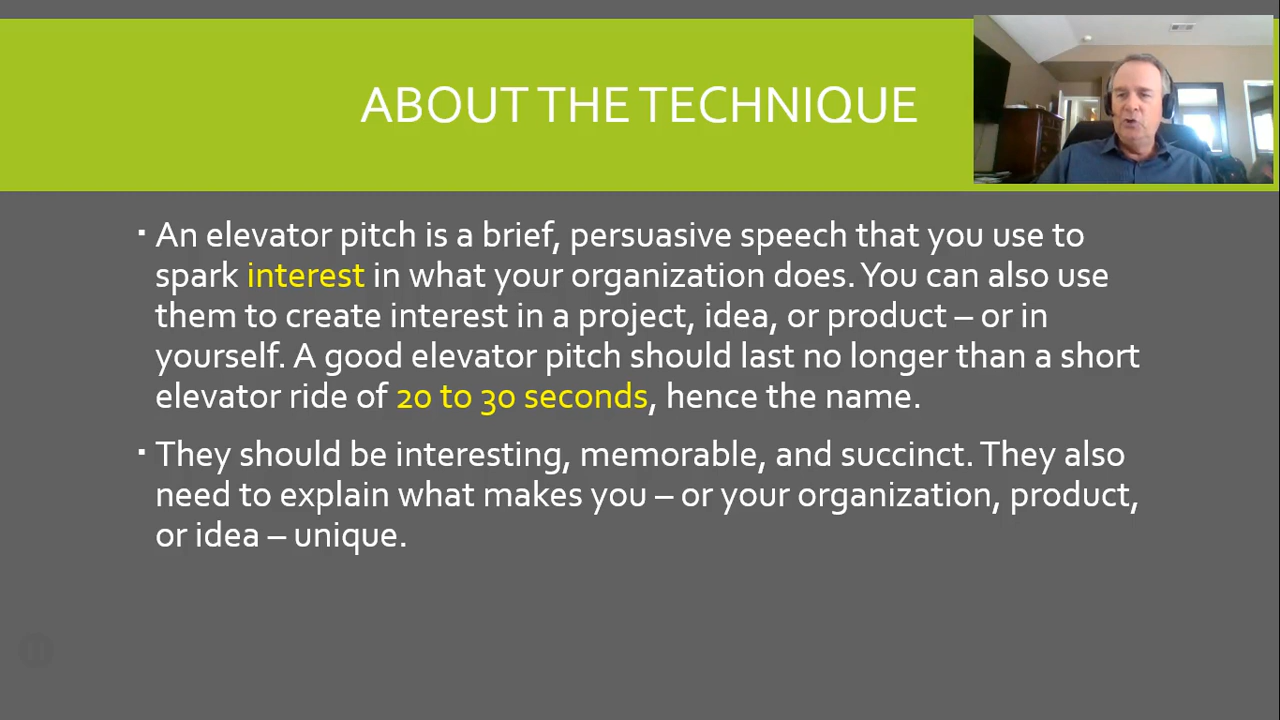 ABOUT THE TECHNIQUE
▪ An elevator pitch is a brief, persuasive speech that you use to
spark interest in what your organization does. You can also use
them to create interest in a project, idea, or product – or in
yourself. A good elevator pitch should last no longer than a short
elevator ride of 20 to 30 seconds, hence the name.
▪ They should be interesting, memorable, and succinct. They also
need to explain what makes you – or your organization, product,
or idea – unique.